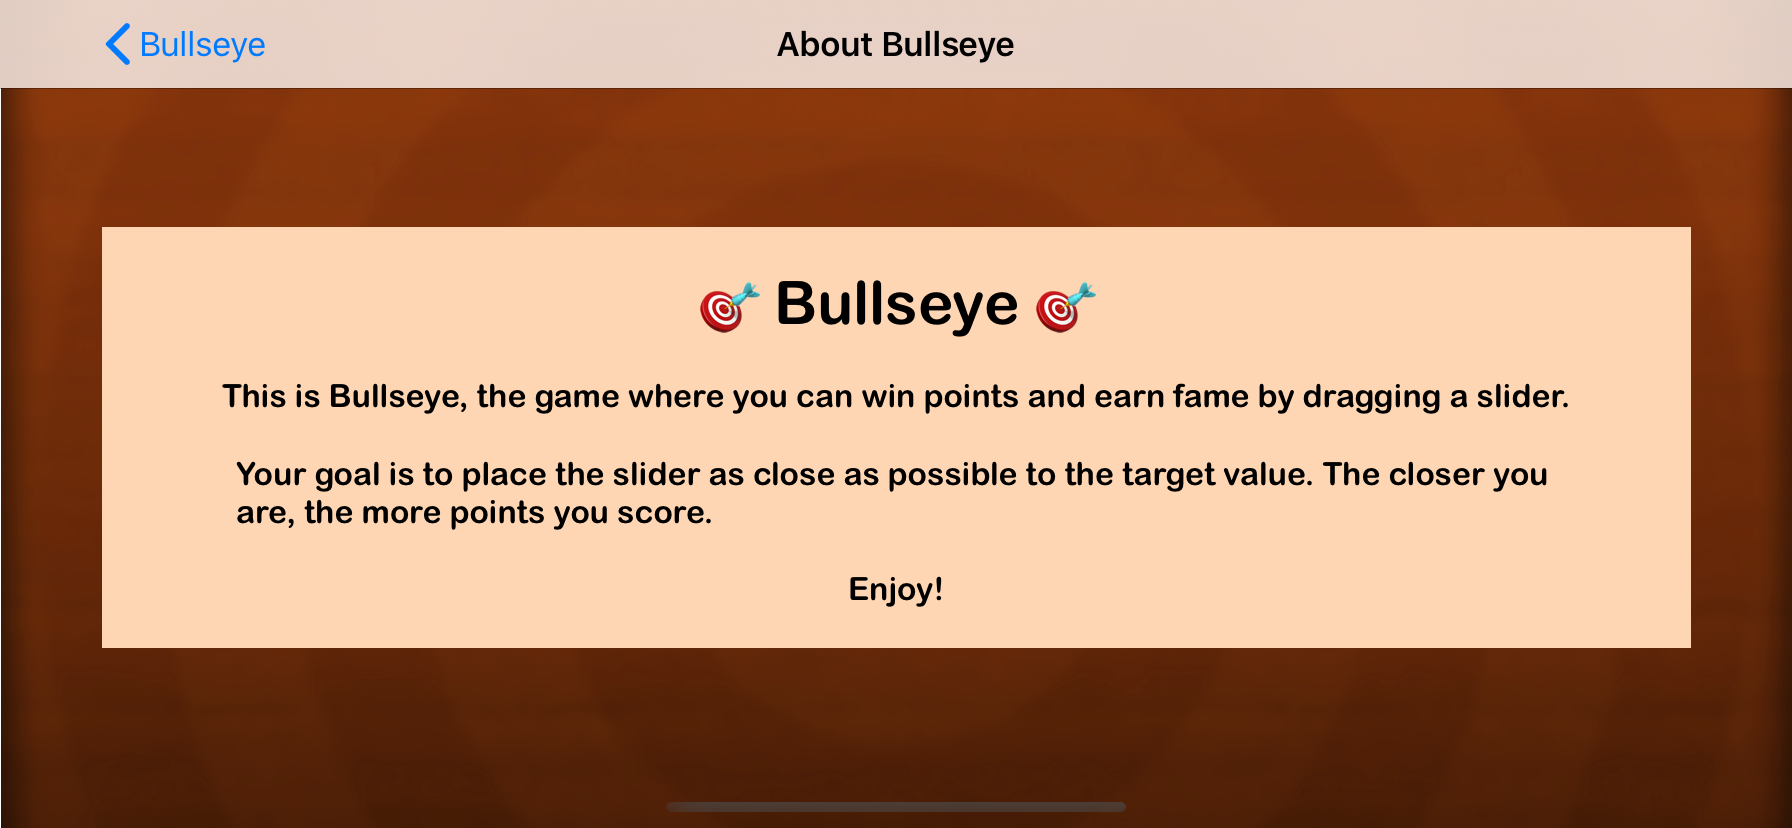 Bullseye
About Bullseye
🎯 Bullseye 🎯
This is Bullseye, the game where you can win points and earn fame by dragging a slider.
Your goal is to place the slider as close as possible to the target value. The closer you
are, the more points you score.
Enjoy!